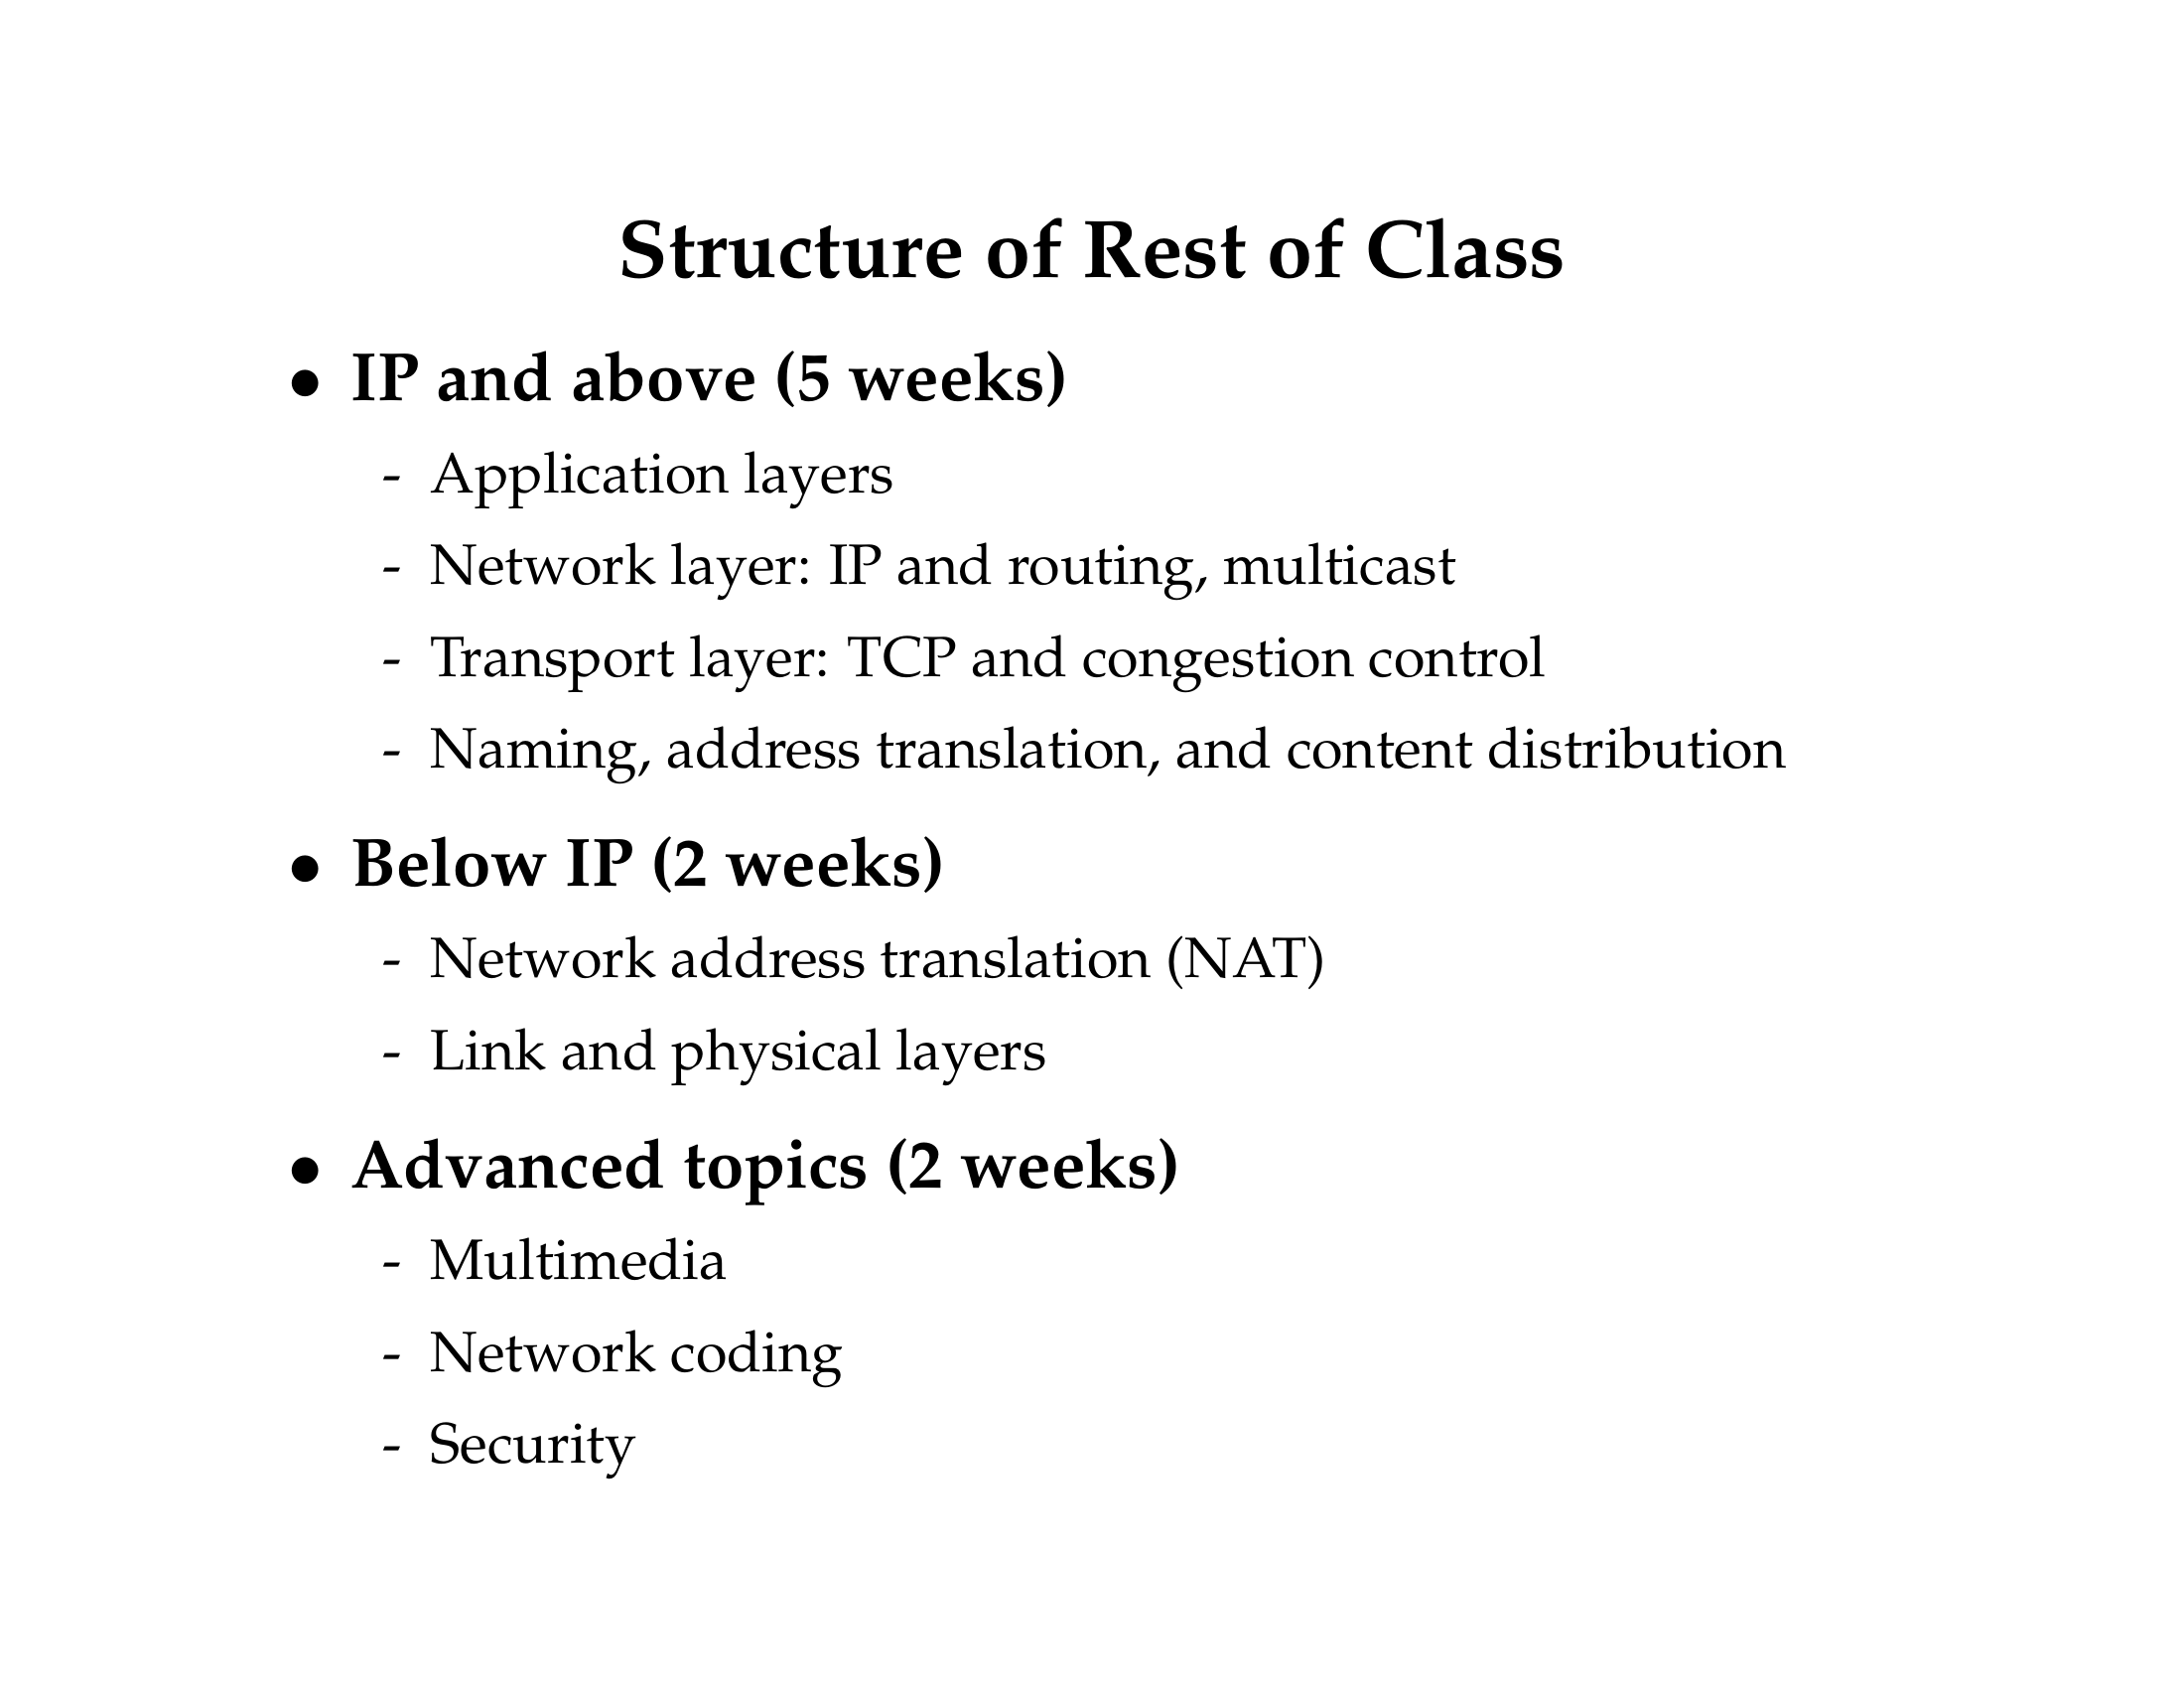 Structure of Rest of Class
• IP and above (5 weeks)
- Application layers
- Network layer: IP and routing, multicast
- Transport layer: TCP and congestion control
- Naming, address translation, and content distribution
• Below IP (2 weeks)
- Network address translation (NAT)
- Link and physical layers
• Advanced topics (2 weeks)
- Multimedia
- Network coding
- Security